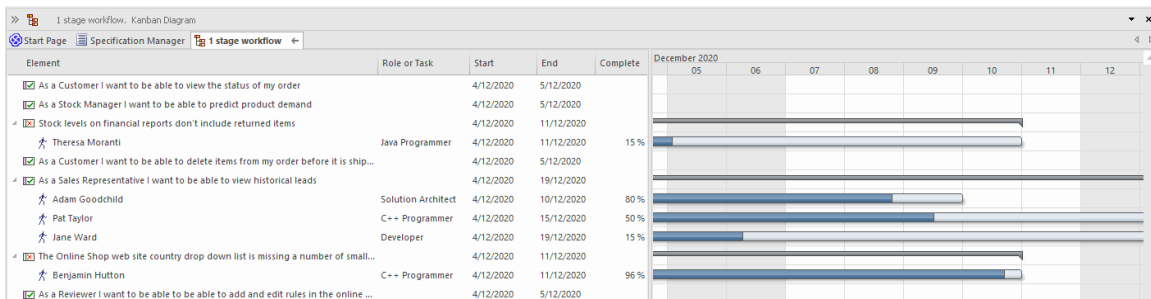 1 stage workflow. Kanban Diagram
Start Page Specification Manager 1 stage workflow
Element Role or Task Start End Complete December 2020
05 06 07 08 09 10 11 12
As a Customer I want to be able to view the status of my order 4/12/2020 5/12/2020
As a Stock Manager I want to be able to predict product demand 4/12/2020 5/12/2020
Stock levels on financial reports don't include returned items 4/12/2020 11/12/2020
Theresa Moranti Java Programmer 4/12/2020 11/12/2020 15 %
As a Customer I want to be able to delete items from my order before it is ship... 4/12/2020 5/12/2020
As a Sales Representative I want to be able to view historical leads 4/12/2020 19/12/2020
Adam Goodchild Solution Architect 4/12/2020 10/12/2020 80 %
Pat Taylor C++ Programmer 4/12/2020 15/12/2020 50 %
Jane Ward Developer 4/12/2020 19/12/2020 15 %
The Online Shop web site country drop down list is missing a number of small... 4/12/2020 11/12/2020
Benjamin Hutton C++ Programmer 4/12/2020 11/12/2020 96 %
As a Reviewer I want to be able to be able to add and edit rules in the online ... 4/12/2020 5/12/2020